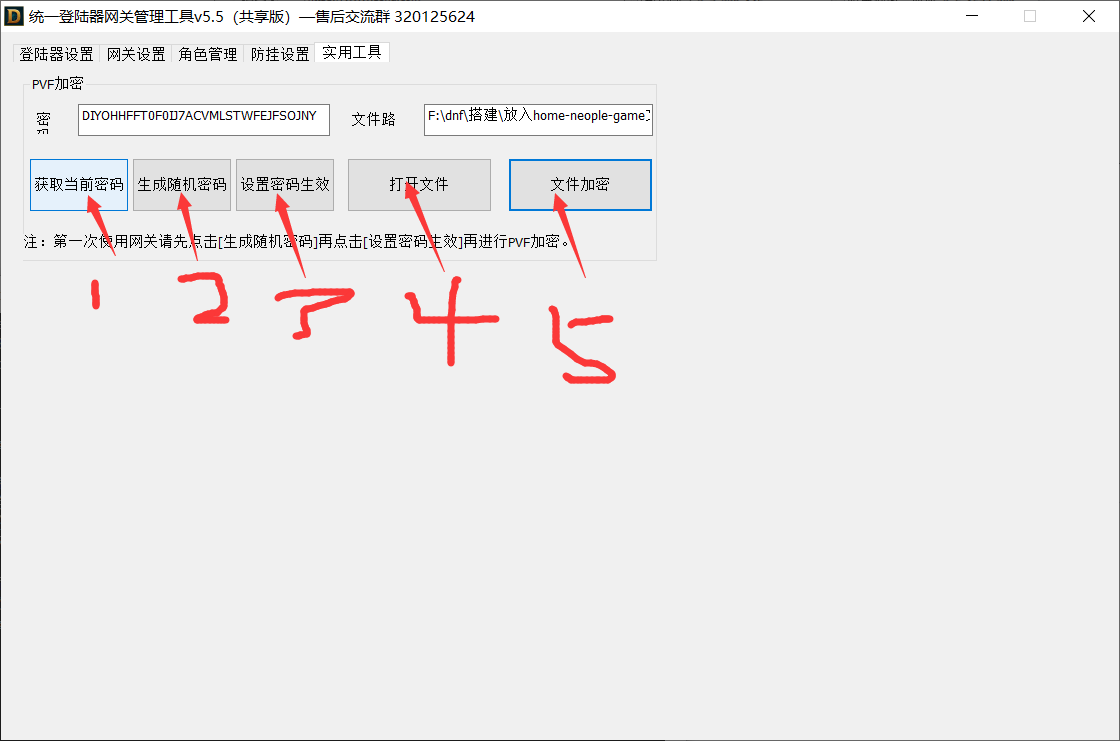 统一登陆器网关管理工具v5.5（共享版）—售后交流群 320125624
登陆器设置 网关设置 角色管理 防挂设置 实用工具
PVF加密
密码 DIYOHHFFT0F0IJ7ACVMLSTWFEJFSOJNY 文件路 F:\dnf\搭建\放入home-neople-game
获取当前密码 生成随机密码 设置密码生效 打开文件 文件加密
注：第一次使用网关请先点击[生成随机密码]再点击[设置密码生效]再进行PVF加密。
1 2 3 4 5